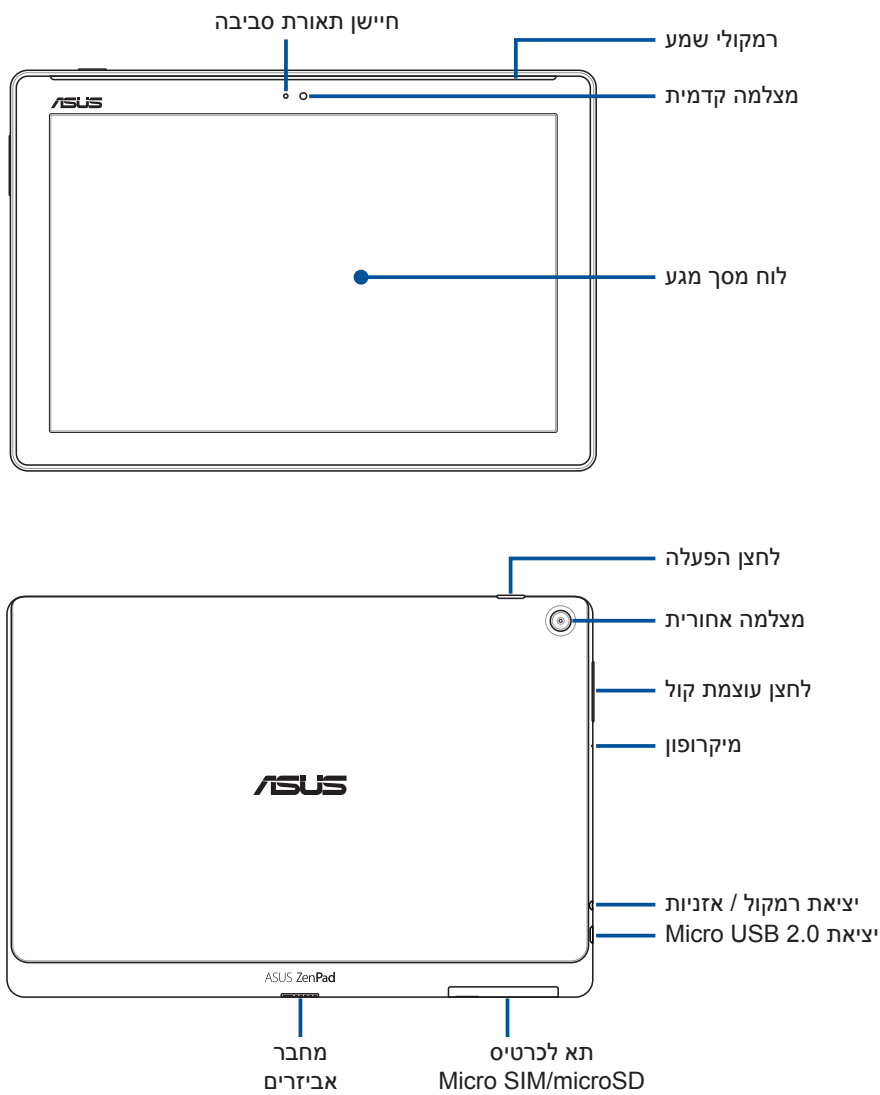 חיישן תאורת סביבה
רמקולי שמע
מצלמה קדמית
ASUS
לוח מסך מגע
לחצן הפעלה
מצלמה אחורית
לחצן עוצמת קול
מיקרופון
ASUS
יציאת רמקול / אזניות
יציאת Micro USB 2.0
ASUS ZenPad
מחבר
אביזרים
תא לכרטיס
Micro SIM/microSD